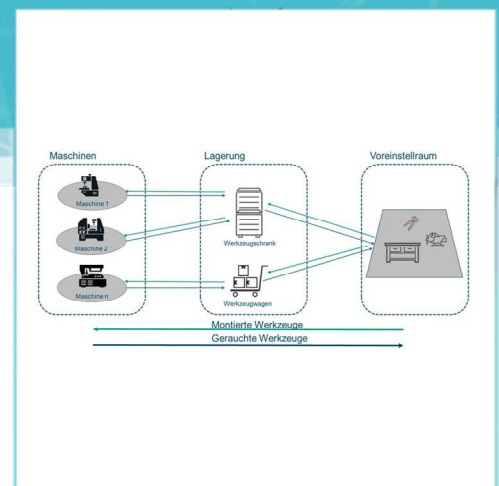 Maschinen
Lagerung
Voreinstellraum
Maschine 1
Maschine 2
Maschine n
Werkzeugschrank
Werkzeugwagen
Montierte Werkzeuge
Gerauchte Werkzeuge